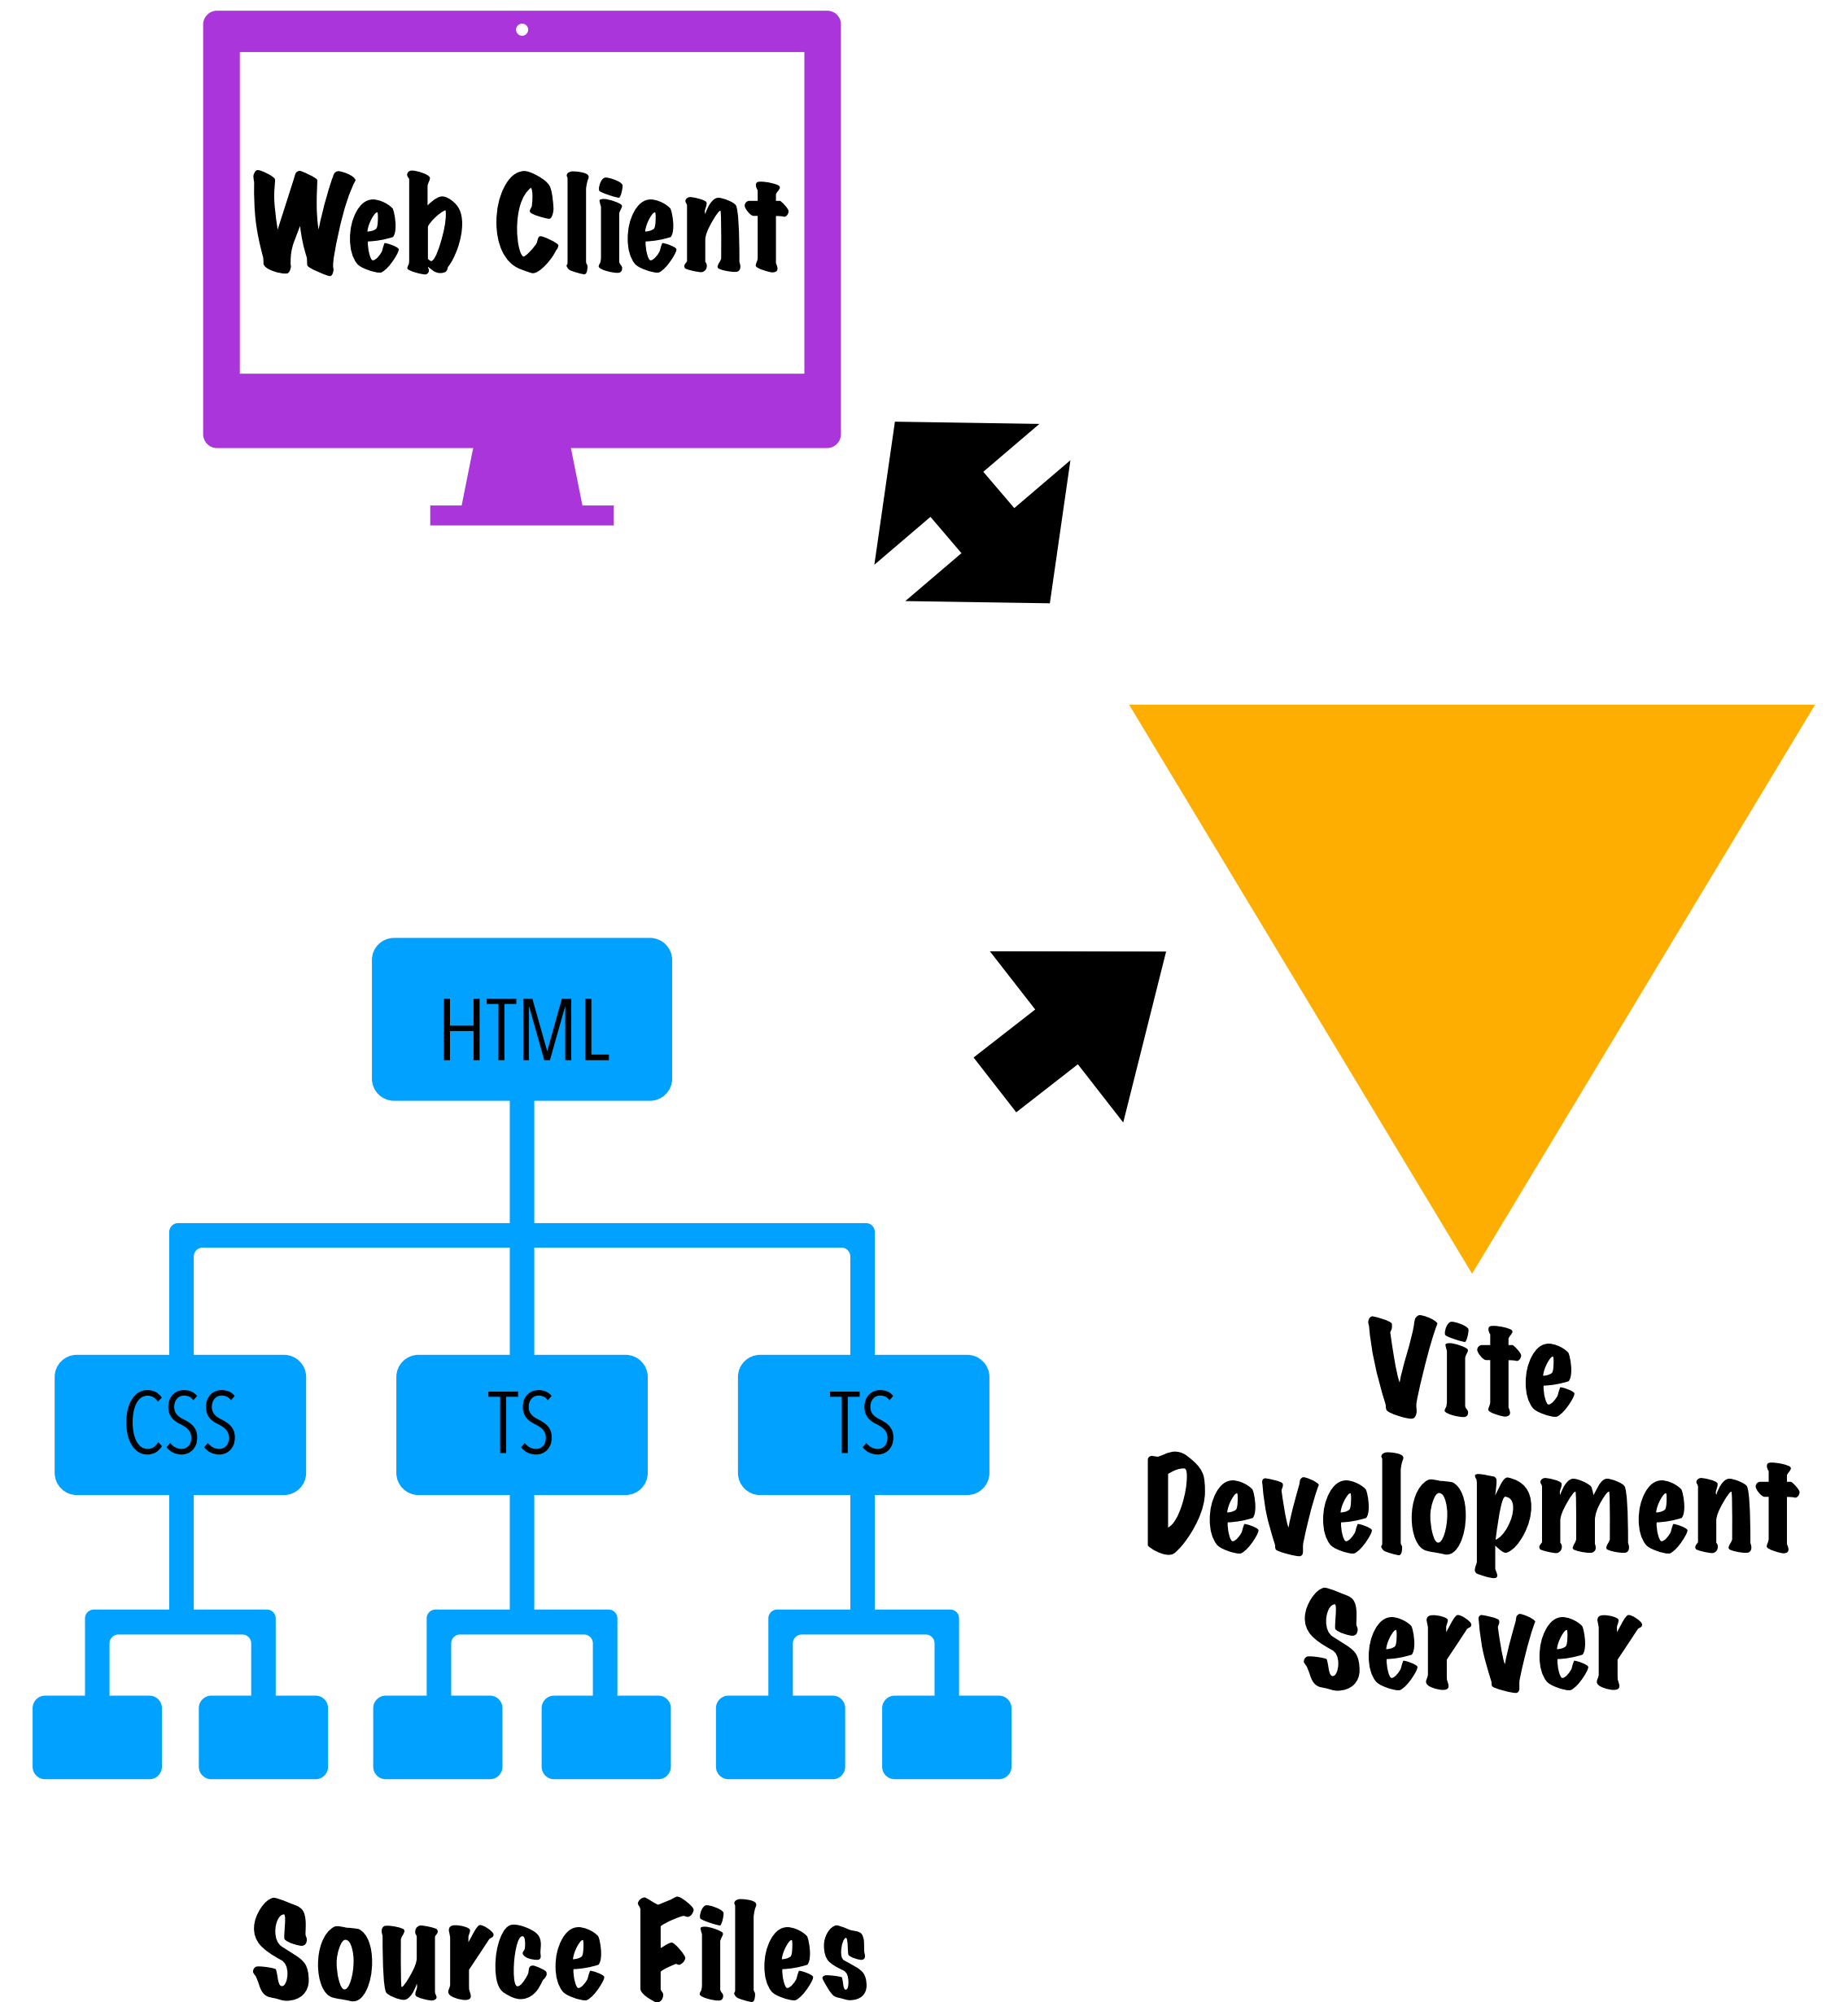 Web Client
HTML
CSS
TS
TS
Vite
Development
Server
Source Files